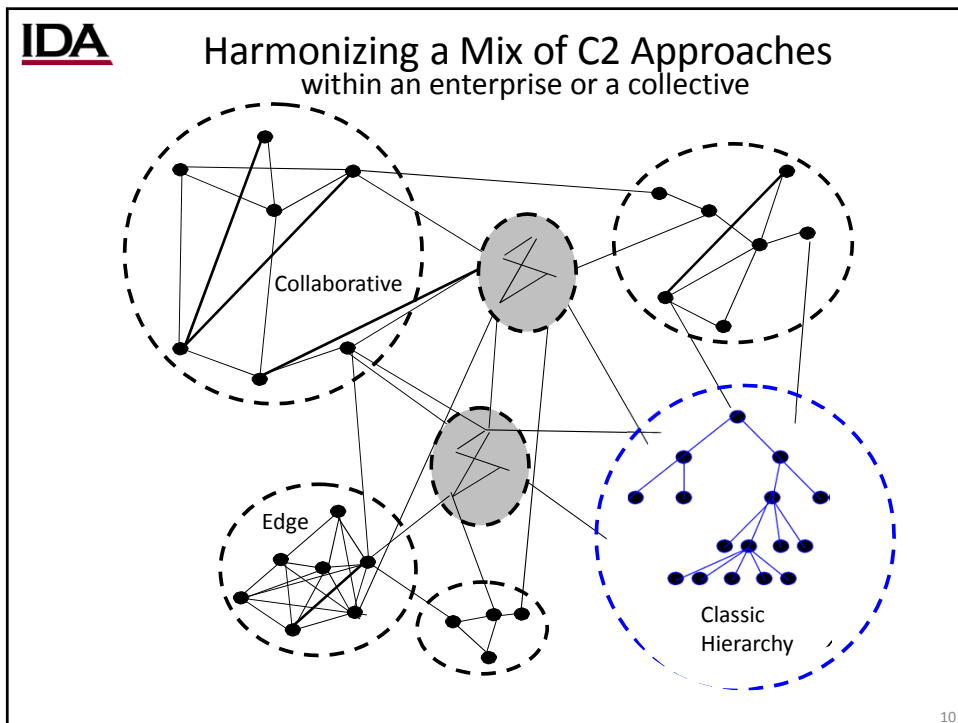 IDA
Harmonizing a Mix of C2 Approaches
within an enterprise or a collective
Collaborative
Edge
Classic
Hierarchy
10